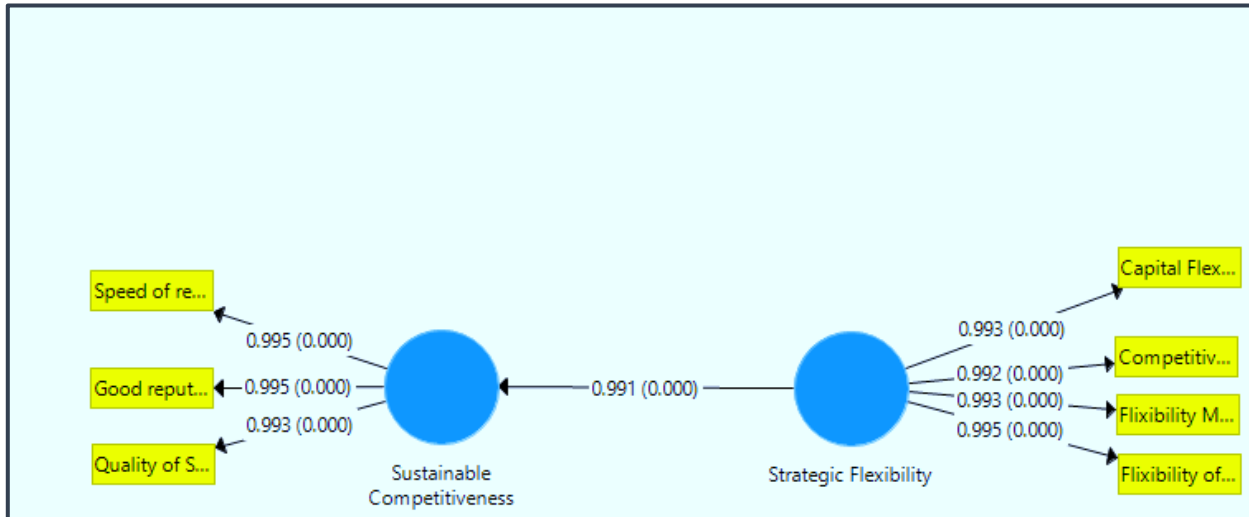 Speed of re...
0.995 (0.000)
Good reput...
0.995 (0.000)
0.993 (0.000)
Quality of S...
Sustainable
Competitiveness
0.991 (0.000)
Strategic Flexibility
Capital Flex...
0.993 (0.000)
Competitiv...
0.992 (0.000)
0.993 (0.000)
Flixibility M...
0.995 (0.000)
Flixibility of...